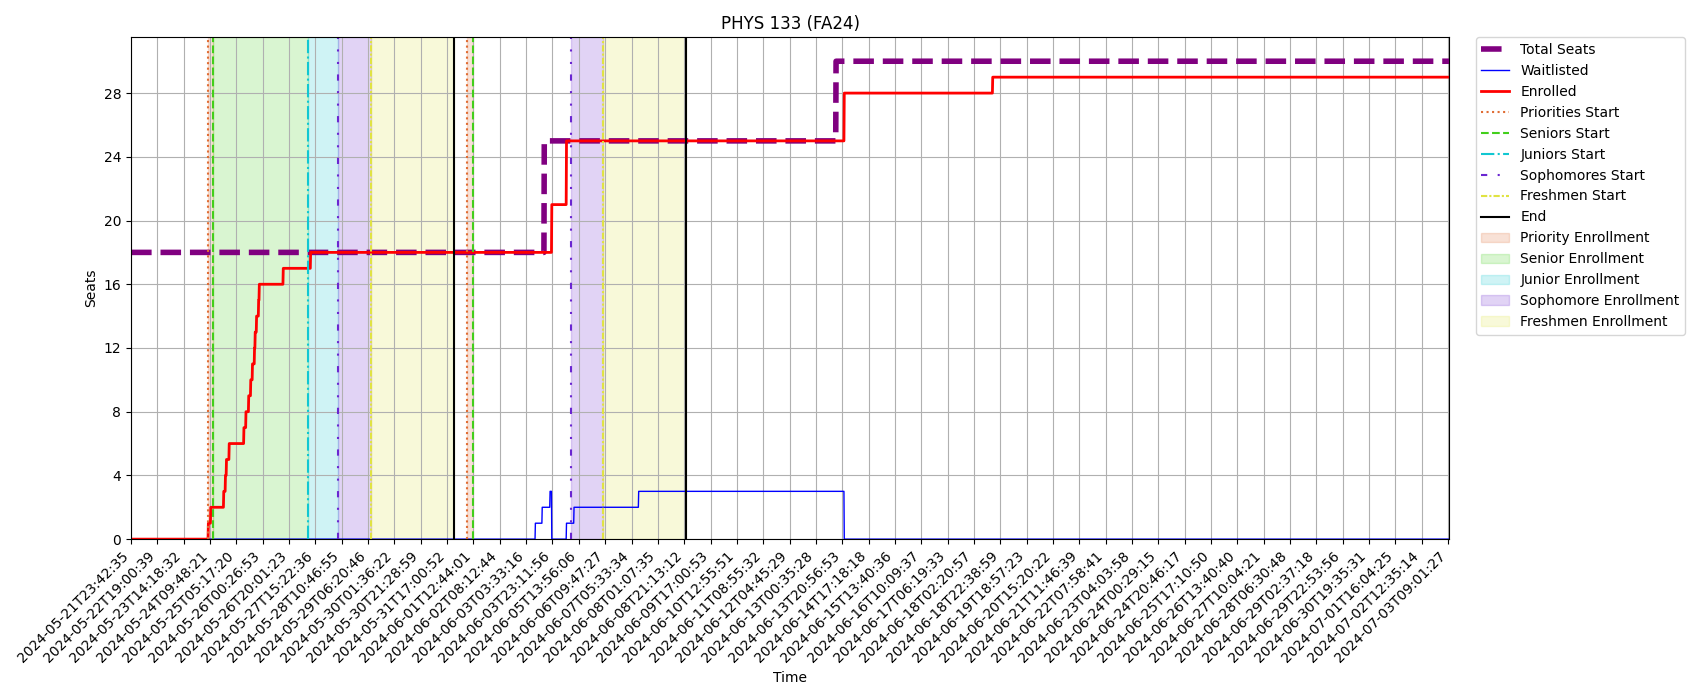 PHYS 133 (FA24)
Total Seats
Waitlisted
Enrolled
Priorities Start
Seniors Start
Juniors Start
Sophomores Start
Freshmen Start
End
Priority Enrollment
Senior Enrollment
Junior Enrollment
Sophomore Enrollment
Freshmen Enrollment
Seats
28
24
20
16
12
8
4
0
2024-05-21T23:42:35
2024-05-22T19:00:39
2024-05-23T14:18:32
2024-05-24T09:48:21
2024-05-25T05:17:20
2024-05-26T00:26:53
2024-05-26T20:01:23
2024-05-27T15:22:36
2024-05-28T10:46:55
2024-05-29T06:20:46
2024-05-30T01:36:22
2024-05-30T21:28:59
2024-05-31T17:00:52
2024-06-01T12:44:01
2024-06-02T08:12:44
2024-06-03T03:33:16
2024-06-03T23:11:56
2024-06-05T13:56:08
2024-06-06T09:47:27
2024-06-07T05:33:34
2024-06-08T01:07:35
2024-06-08T21:13:12
2024-06-09T17:00:53
2024-06-10T12:55:51
2024-06-11T08:55:32
2024-06-12T04:45:29
2024-06-13T00:35:28
2024-06-13T20:56:53
2024-06-14T17:18:18
2024-06-15T13:40:36
2024-06-16T10:09:37
2024-06-17T06:19:33
2024-06-18T02:20:57
2024-06-18T22:38:59
2024-06-19T18:57:23
2024-06-20T15:20:22
2024-06-21T11:46:39
2024-06-22T07:58:41
2024-06-23T04:03:58
2024-06-24T00:29:15
2024-06-24T20:46:17
2024-06-25T17:10:50
2024-06-26T13:40:40
2024-06-27T10:04:21
2024-06-28T06:30:48
2024-06-29T02:37:18
2024-06-29T22:53:56
2024-06-30T19:35:31
2024-07-01T16:04:25
2024-07-02T12:35:14
2024-07-03T09:01:27
Time